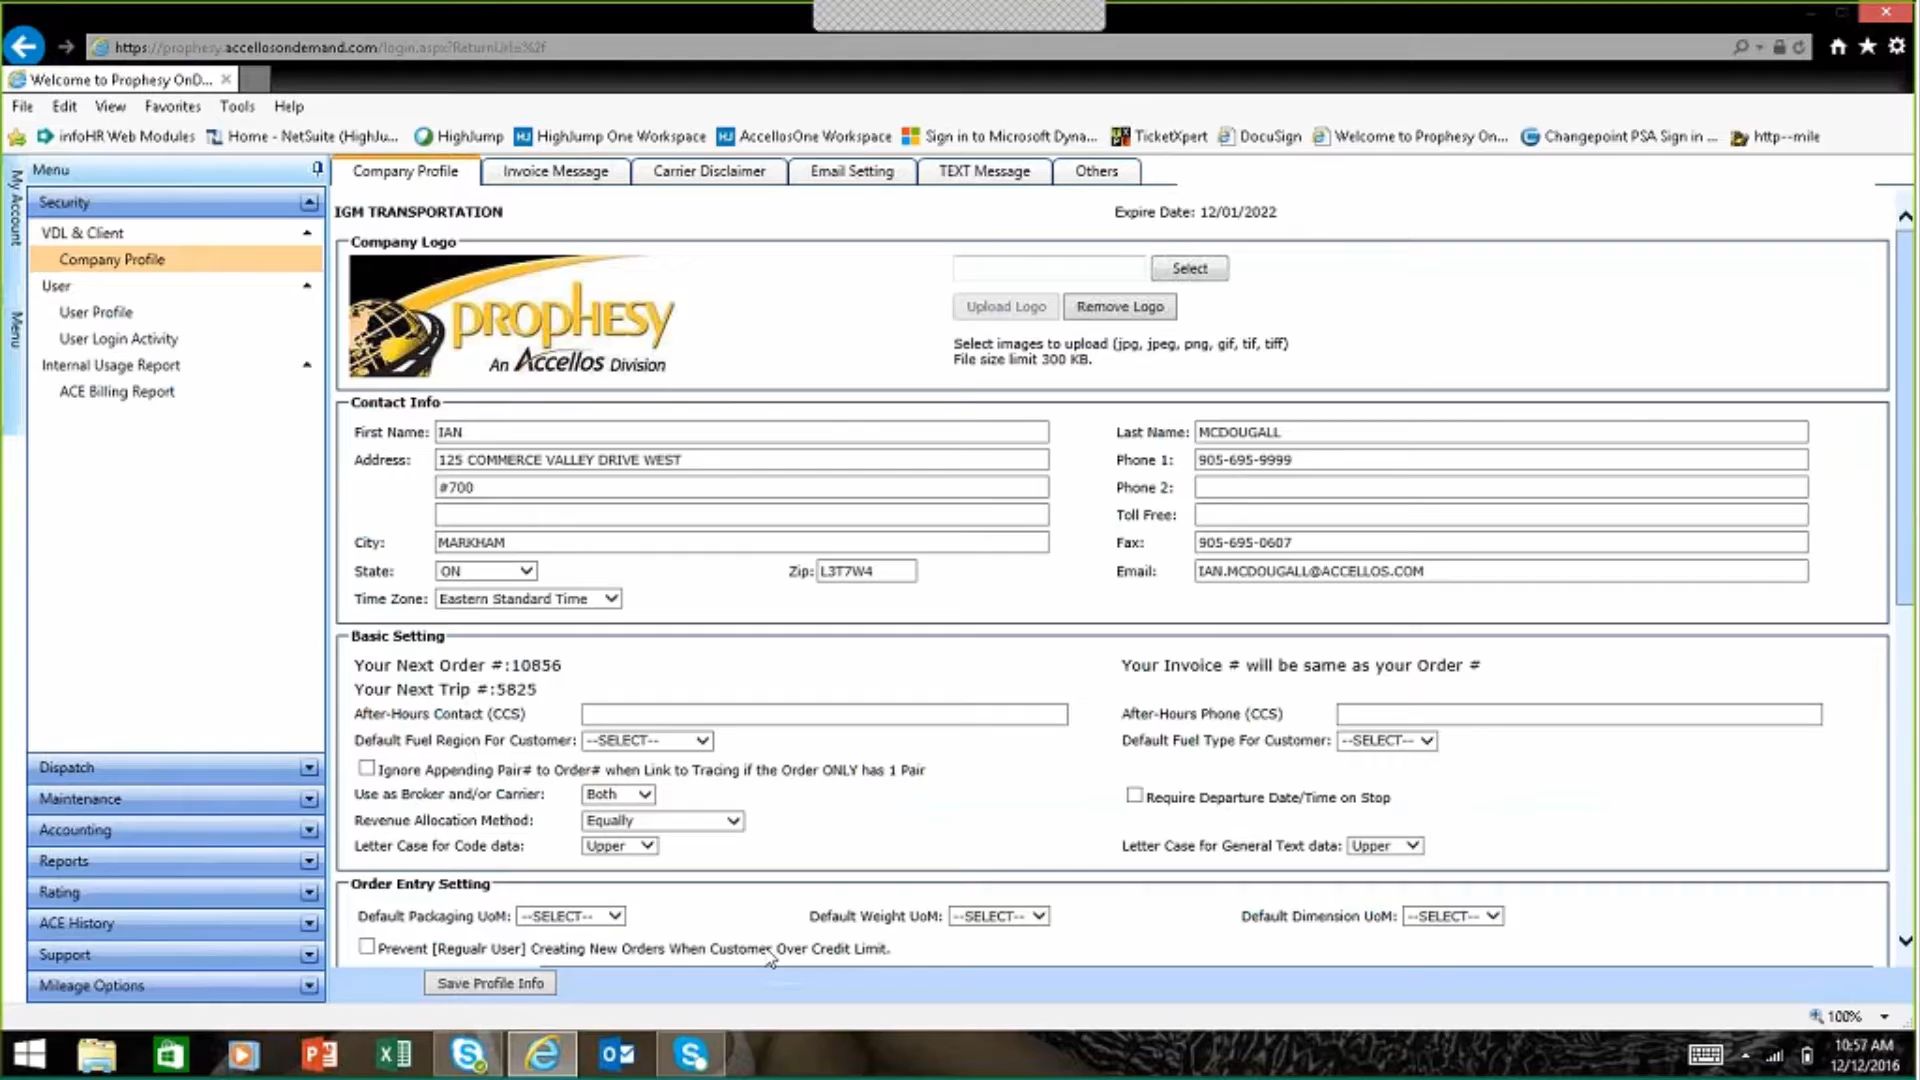 https://prophesy.accellosondemand.com/login.aspx?ReturnUrl=%2f
Welcome to Prophesy OnD...
File Edit View Favorites Tools Help
infoHR Web Modules Home - NetSuite (HighJu... HighJump HighJump One Workspace AccellosOne Workspace Sign in to Microsoft Dyna... TicketXpert DocuSign Welcome to Prophesy On... Changepoint PSA Sign in ... http--mile
My Account
Menu
Menu
Security
VDL & Client
Company Profile
User
User Profile
User Login Activity
Internal Usage Report
ACE Billing Report
Dispatch
Maintenance
Accounting
Reports
Rating
ACE History
Support
Mileage Options
Company Profile Invoice Message Carrier Disclaimer Email Setting TEXT Message Others
IGM TRANSPORTATION Expire Date: 12/01/2022
Company Logo
prophesy
An Accellos Division
Select
Upload Logo Remove Logo
Select images to upload (jpg, jpeg, png, gif, tif, tiff)
File size limit 300 KB.
Contact Info
First Name: IAN Last Name: MCDOUGALL
Address: 125 COMMERCE VALLEY DRIVE WEST Phone 1: 905-695-9999
#700 Phone 2:
Toll Free:
City: MARKHAM Fax: 905-695-0607
State: ON Zip: L3T7W4 Email: IAN.MCDOUGALL@ACCELLOS.COM
Time Zone: Eastern Standard Time
Basic Setting
Your Next Order #:10856 Your Invoice # will be same as your Order #
Your Next Trip #:5825
After-Hours Contact (CCS) After-Hours Phone (CCS)
Default Fuel Region For Customer: --SELECT-- Default Fuel Type For Customer: --SELECT--
Ignore Appending Pair# to Order# when Link to Tracing if the Order ONLY has 1 Pair
Use as Broker and/or Carrier: Both Require Departure Date/Time on Stop
Revenue Allocation Method: Equally
Letter Case for Code data: Upper Letter Case for General Text data: Upper
Order Entry Setting
Default Packaging UoM: --SELECT-- Default Weight UoM: --SELECT-- Default Dimension UoM: --SELECT--
Prevent [Regualr User] Creating New Orders When Customer Over Credit Limit.
Save Profile Info
100%
10:57 AM
12/12/2016